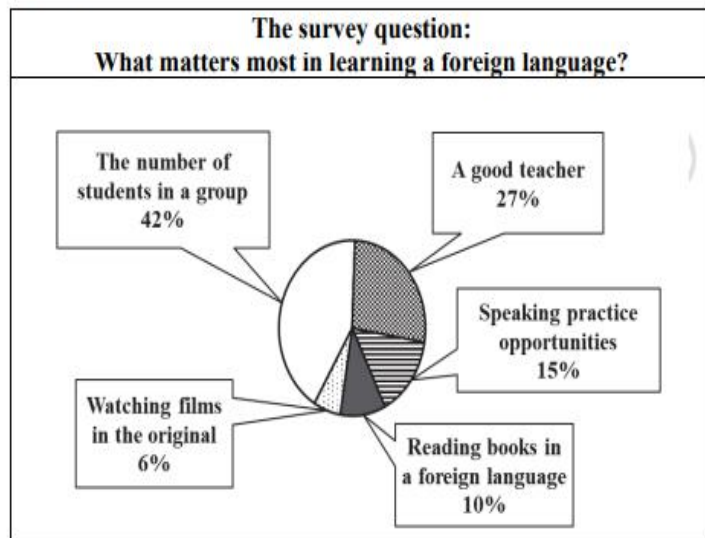 The survey question:
What matters most in learning a foreign language?
The number of
students in a group
42%
A good teacher
27%
Speaking practice
opportunities
15%
Watching films
in the original
6%
Reading books in
a foreign language
10%